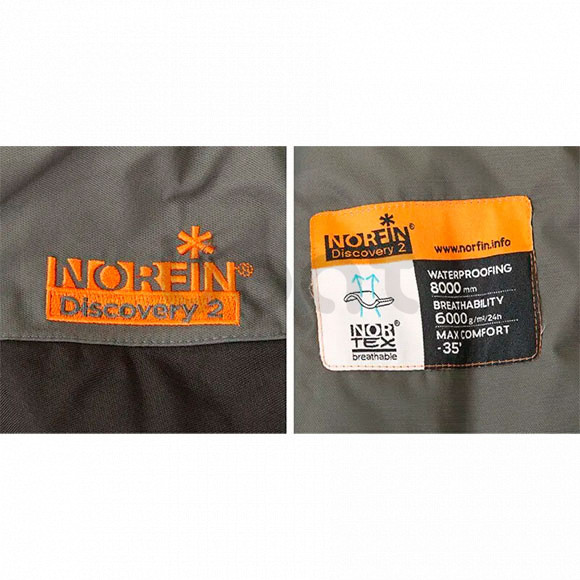 NORFIN®
Discovery 2
NORFIN®
Discovery 2
www.norfin.info
NOR®
TEX
breathable
WATERPROOFING
8000 mm
BREATHABILITY
6000 g/m²/24h
MAX COMFORT
-35'